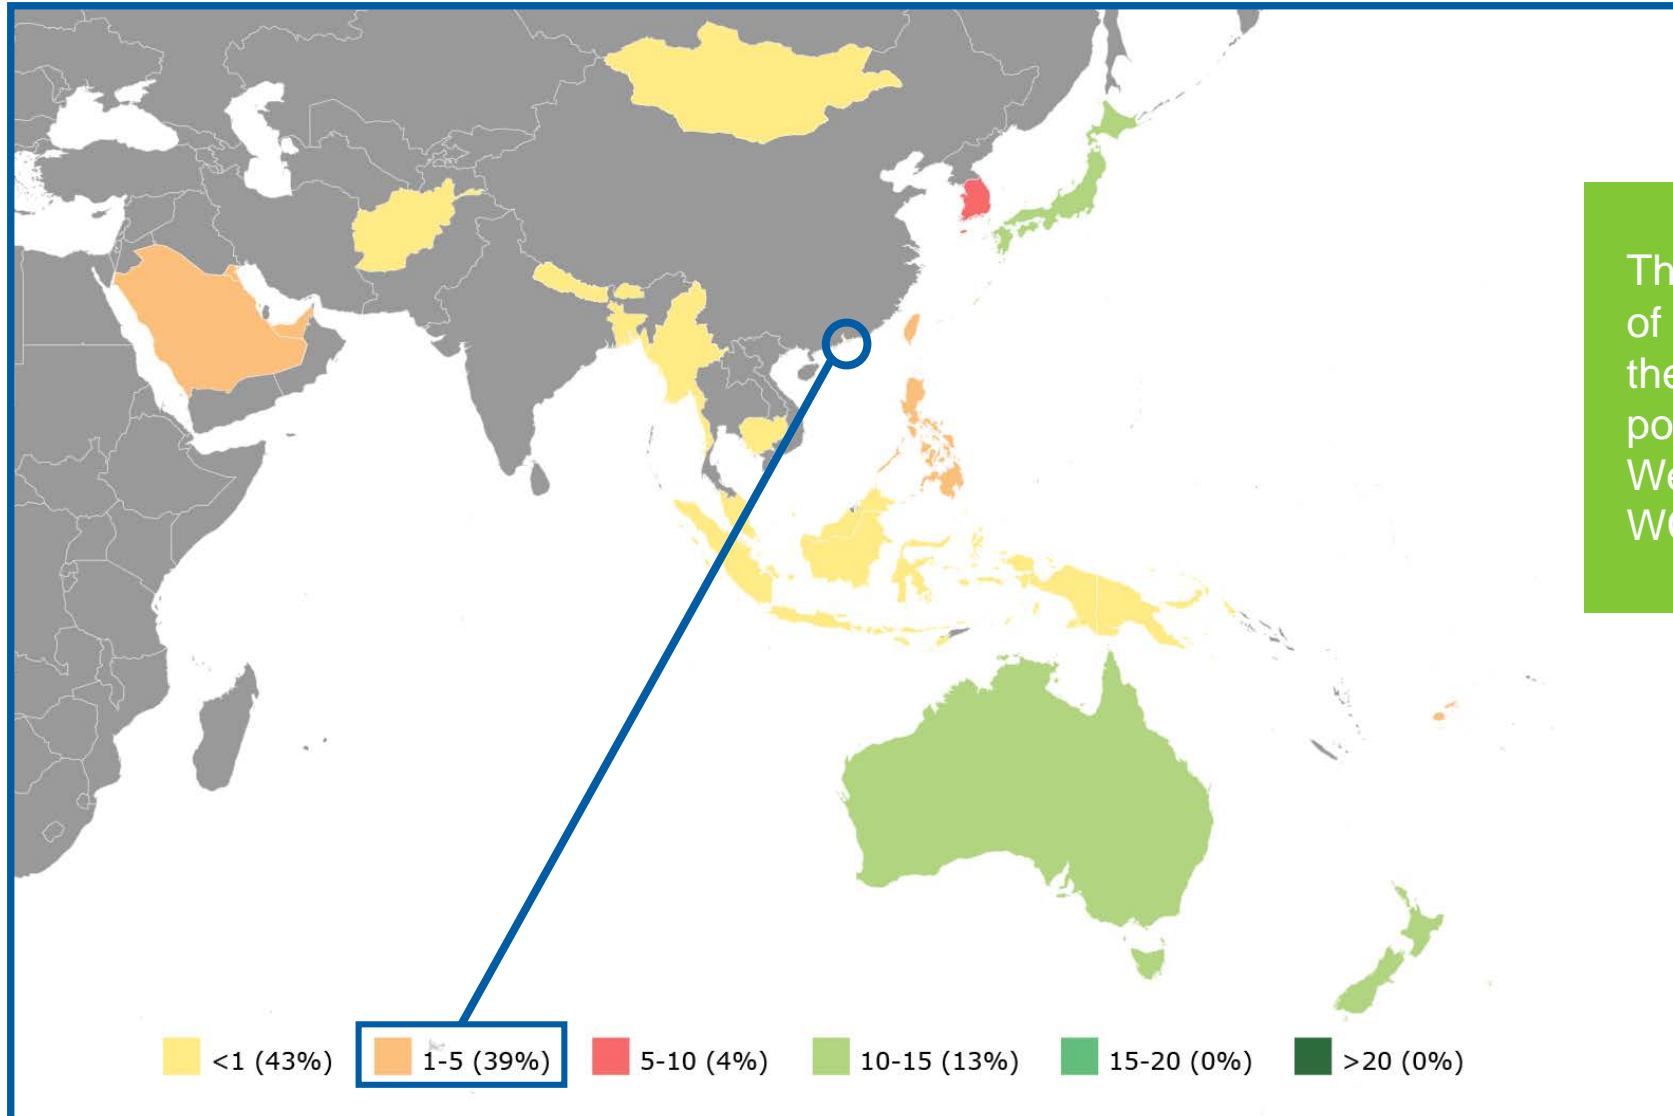 Th
of
the
po
We
<1 (43%)
1-5 (39%)
5-10 (4%)
10-15 (13%)
15-20 (0%)
>20 (0%)